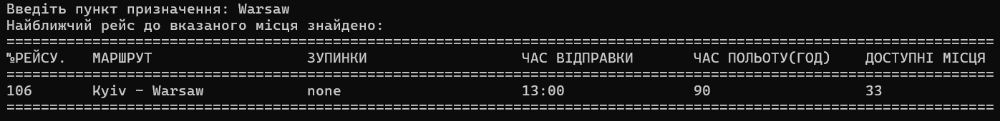 Введіть пункт призначення: Warsaw
Найближчий рейс до вказаного місця знайдено:
===================================================================================================================
№РЕЙСУ. МАРШРУТ ЗУПИНКИ ЧАС ВІДПРАВКИ ЧАС ПОЛЬОТУ(ГОД) ДОСТУПНІ МІСЦЯ
===================================================================================================================
106 Kyiv - Warsaw none 13:00 90 33
===================================================================================================================